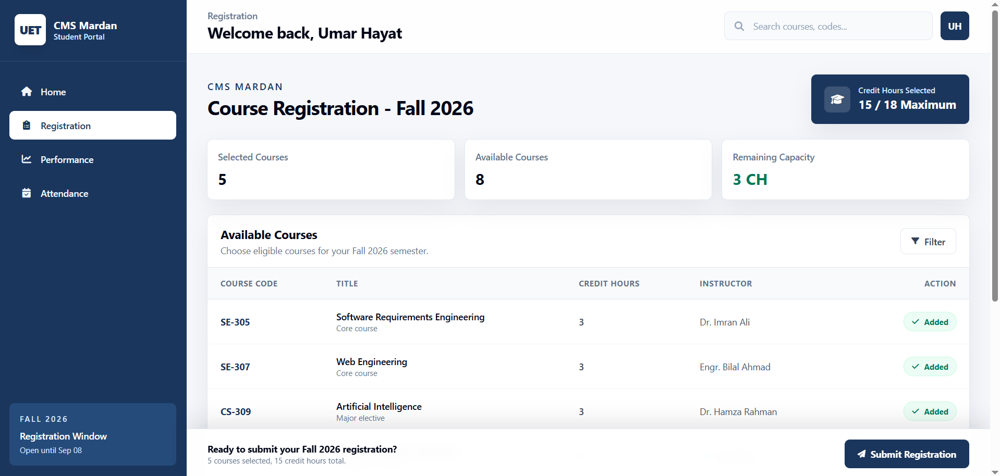 UET
CMS Mardan
Student Portal
Home
Registration
Performance
Attendance
FALL 2026
Registration Window
Open until Sep 08
Registration
Welcome back, Umar Hayat
Search courses, codes...
UH
CMS MARDAN
Course Registration - Fall 2026
Credit Hours Selected
15 / 18 Maximum
Selected Courses
5
Available Courses
8
Remaining Capacity
3 CH
Available Courses
Choose eligible courses for your Fall 2026 semester.
Filter
COURSE CODE TITLE CREDIT HOURS INSTRUCTOR ACTION
SE-305 Software Requirements Engineering 3 Dr. Imran Ali Added
Core course
SE-307 Web Engineering 3 Engr. Bilal Ahmad Added
Core course
CS-309 Artificial Intelligence 3 Dr. Hamza Rahman Added
Major elective
Ready to submit your Fall 2026 registration?
5 courses selected, 15 credit hours total.
Submit Registration